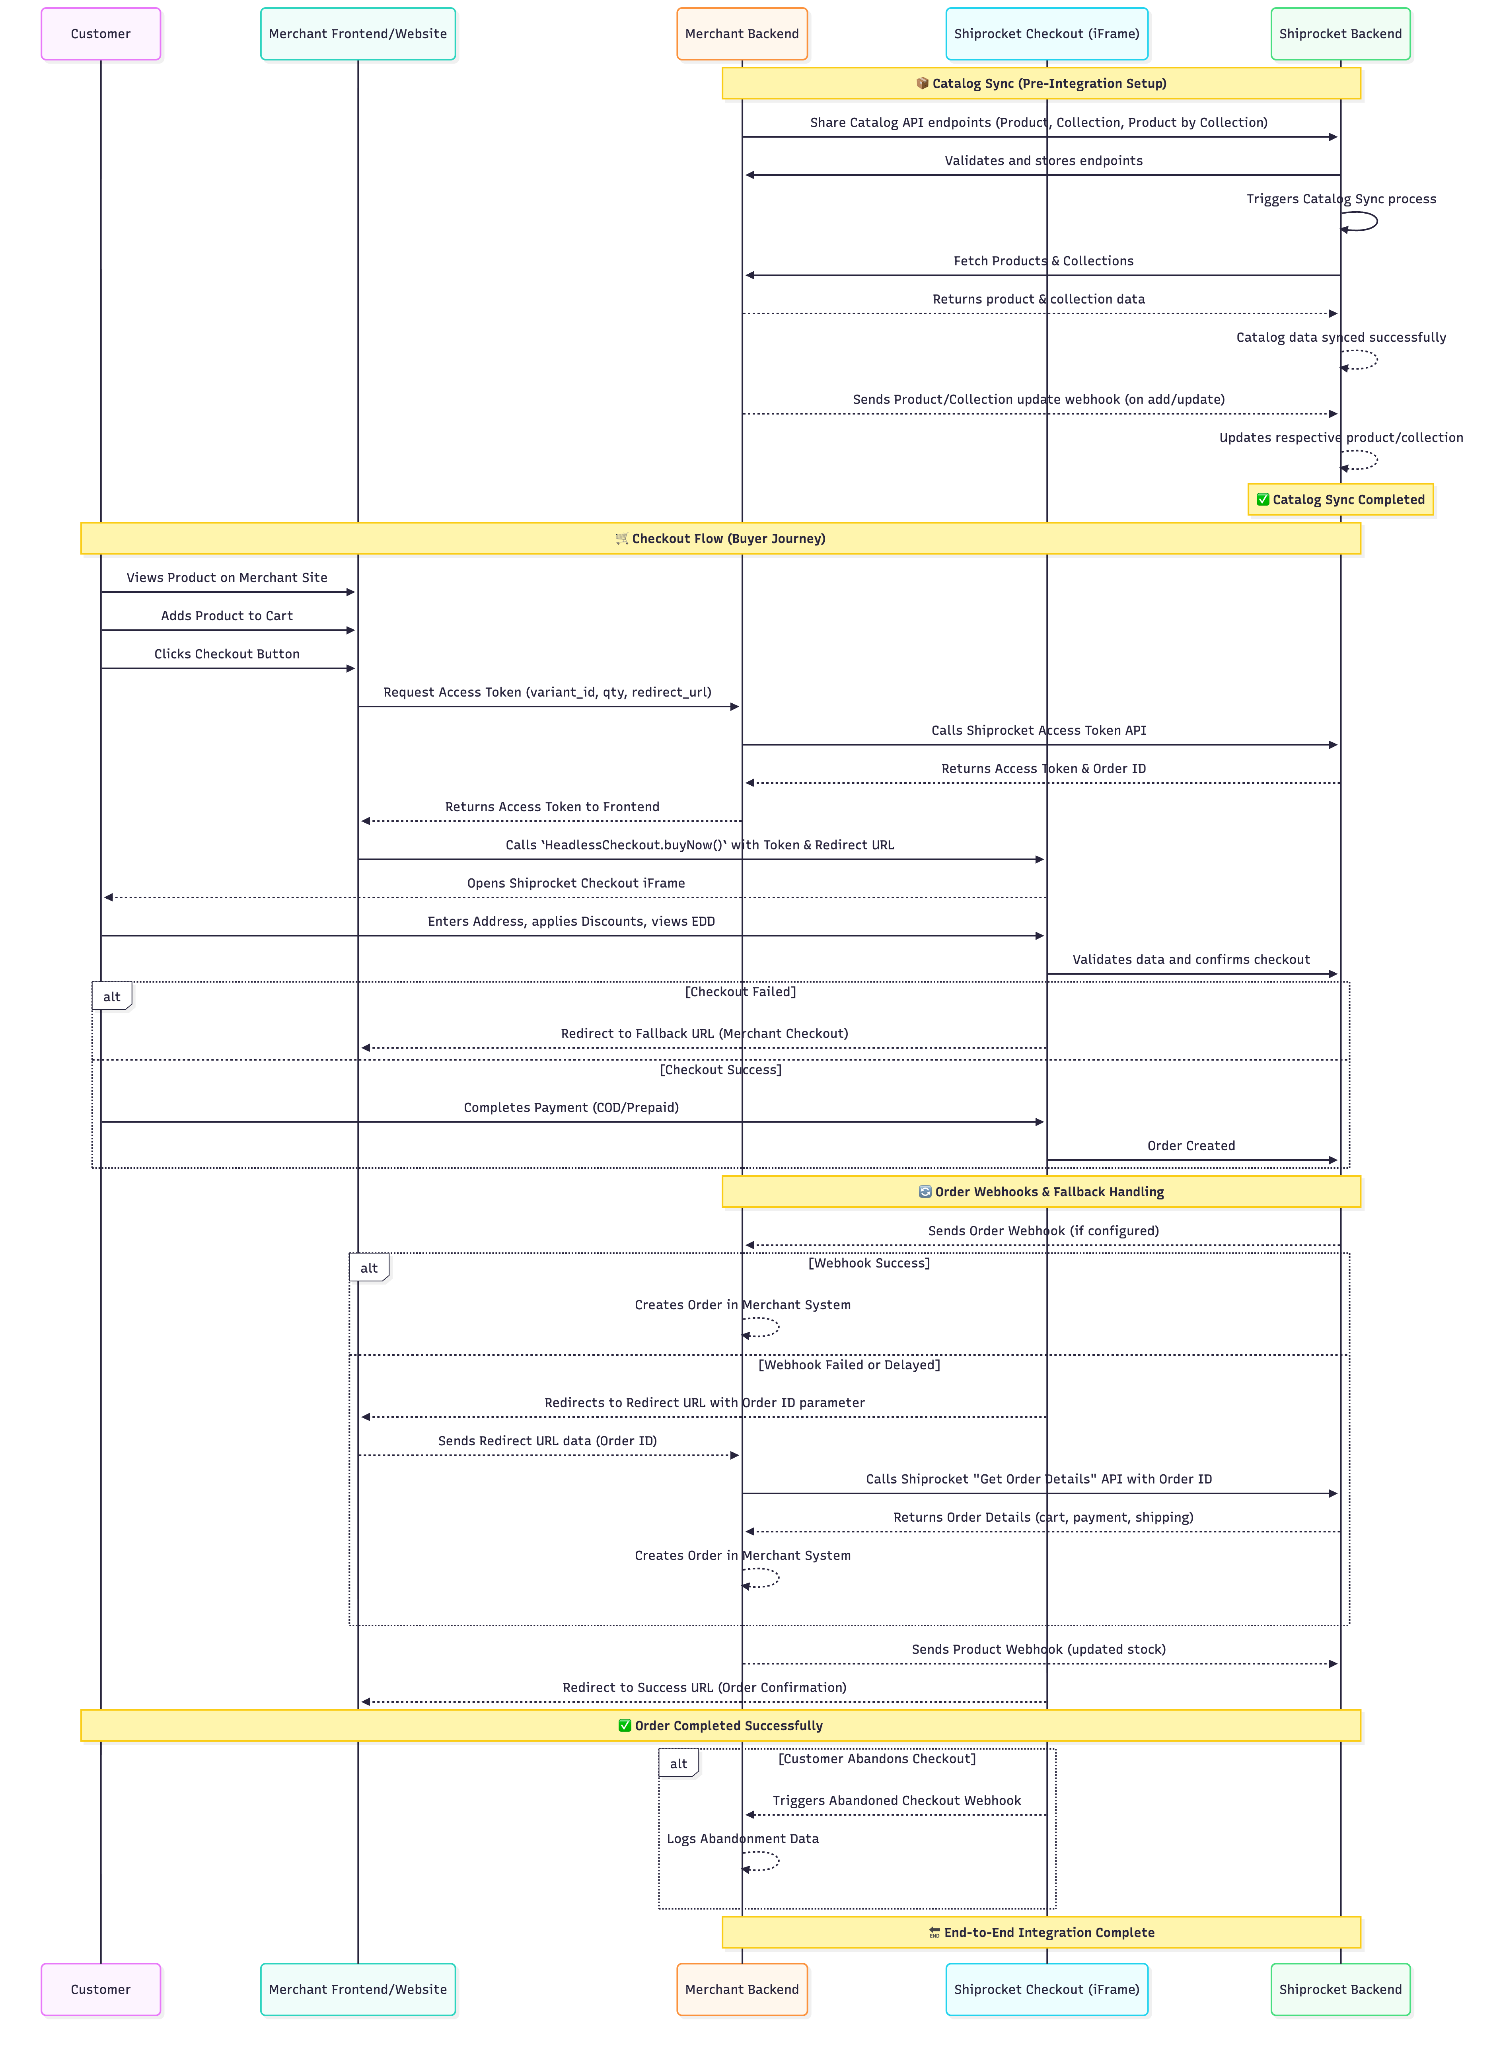 Customer
Merchant Frontend/Website
Merchant Backend
Shiprocket Checkout (iFrame)
Shiprocket Backend
📦 Catalog Sync (Pre-Integration Setup)
Share Catalog API endpoints (Product, Collection, Product by Collection)
Validates and stores endpoints
Triggers Catalog Sync process
Fetch Products & Collections
Returns product & collection data
Catalog data synced successfully
Sends Product/Collection update webhook (on add/update)
Updates respective product/collection
✅ Catalog Sync Completed
🛒 Checkout Flow (Buyer Journey)
Views Product on Merchant Site
Adds Product to Cart
Clicks Checkout Button
Request Access Token (variant_id, qty, redirect_url)
Calls Shiprocket Access Token API
Returns Access Token & Order ID
Returns Access Token to Frontend
Calls `HeadlessCheckout.buyNow()` with Token & Redirect URL
Opens Shiprocket Checkout iFrame
Enters Address, applies Discounts, views EDD
Validates data and confirms checkout
alt
[Checkout Failed]
Redirect to Fallback URL (Merchant Checkout)
[Checkout Success]
Completes Payment (COD/Prepaid)
Order Created
🔄 Order Webhooks & Fallback Handling
Sends Order Webhook (if configured)
alt
[Webhook Success]
Creates Order in Merchant System
[Webhook Failed or Delayed]
Redirects to Redirect URL with Order ID parameter
Sends Redirect URL data (Order ID)
Calls Shiprocket "Get Order Details" API with Order ID
Returns Order Details (cart, payment, shipping)
Creates Order in Merchant System
Sends Product Webhook (updated stock)
Redirect to Success URL (Order Confirmation)
✅ Order Completed Successfully
alt
[Customer Abandons Checkout]
Triggers Abandoned Checkout Webhook
Logs Abandonment Data
🔚 End-to-End Integration Complete
Customer
Merchant Frontend/Website
Merchant Backend
Shiprocket Checkout (iFrame)
Shiprocket Backend